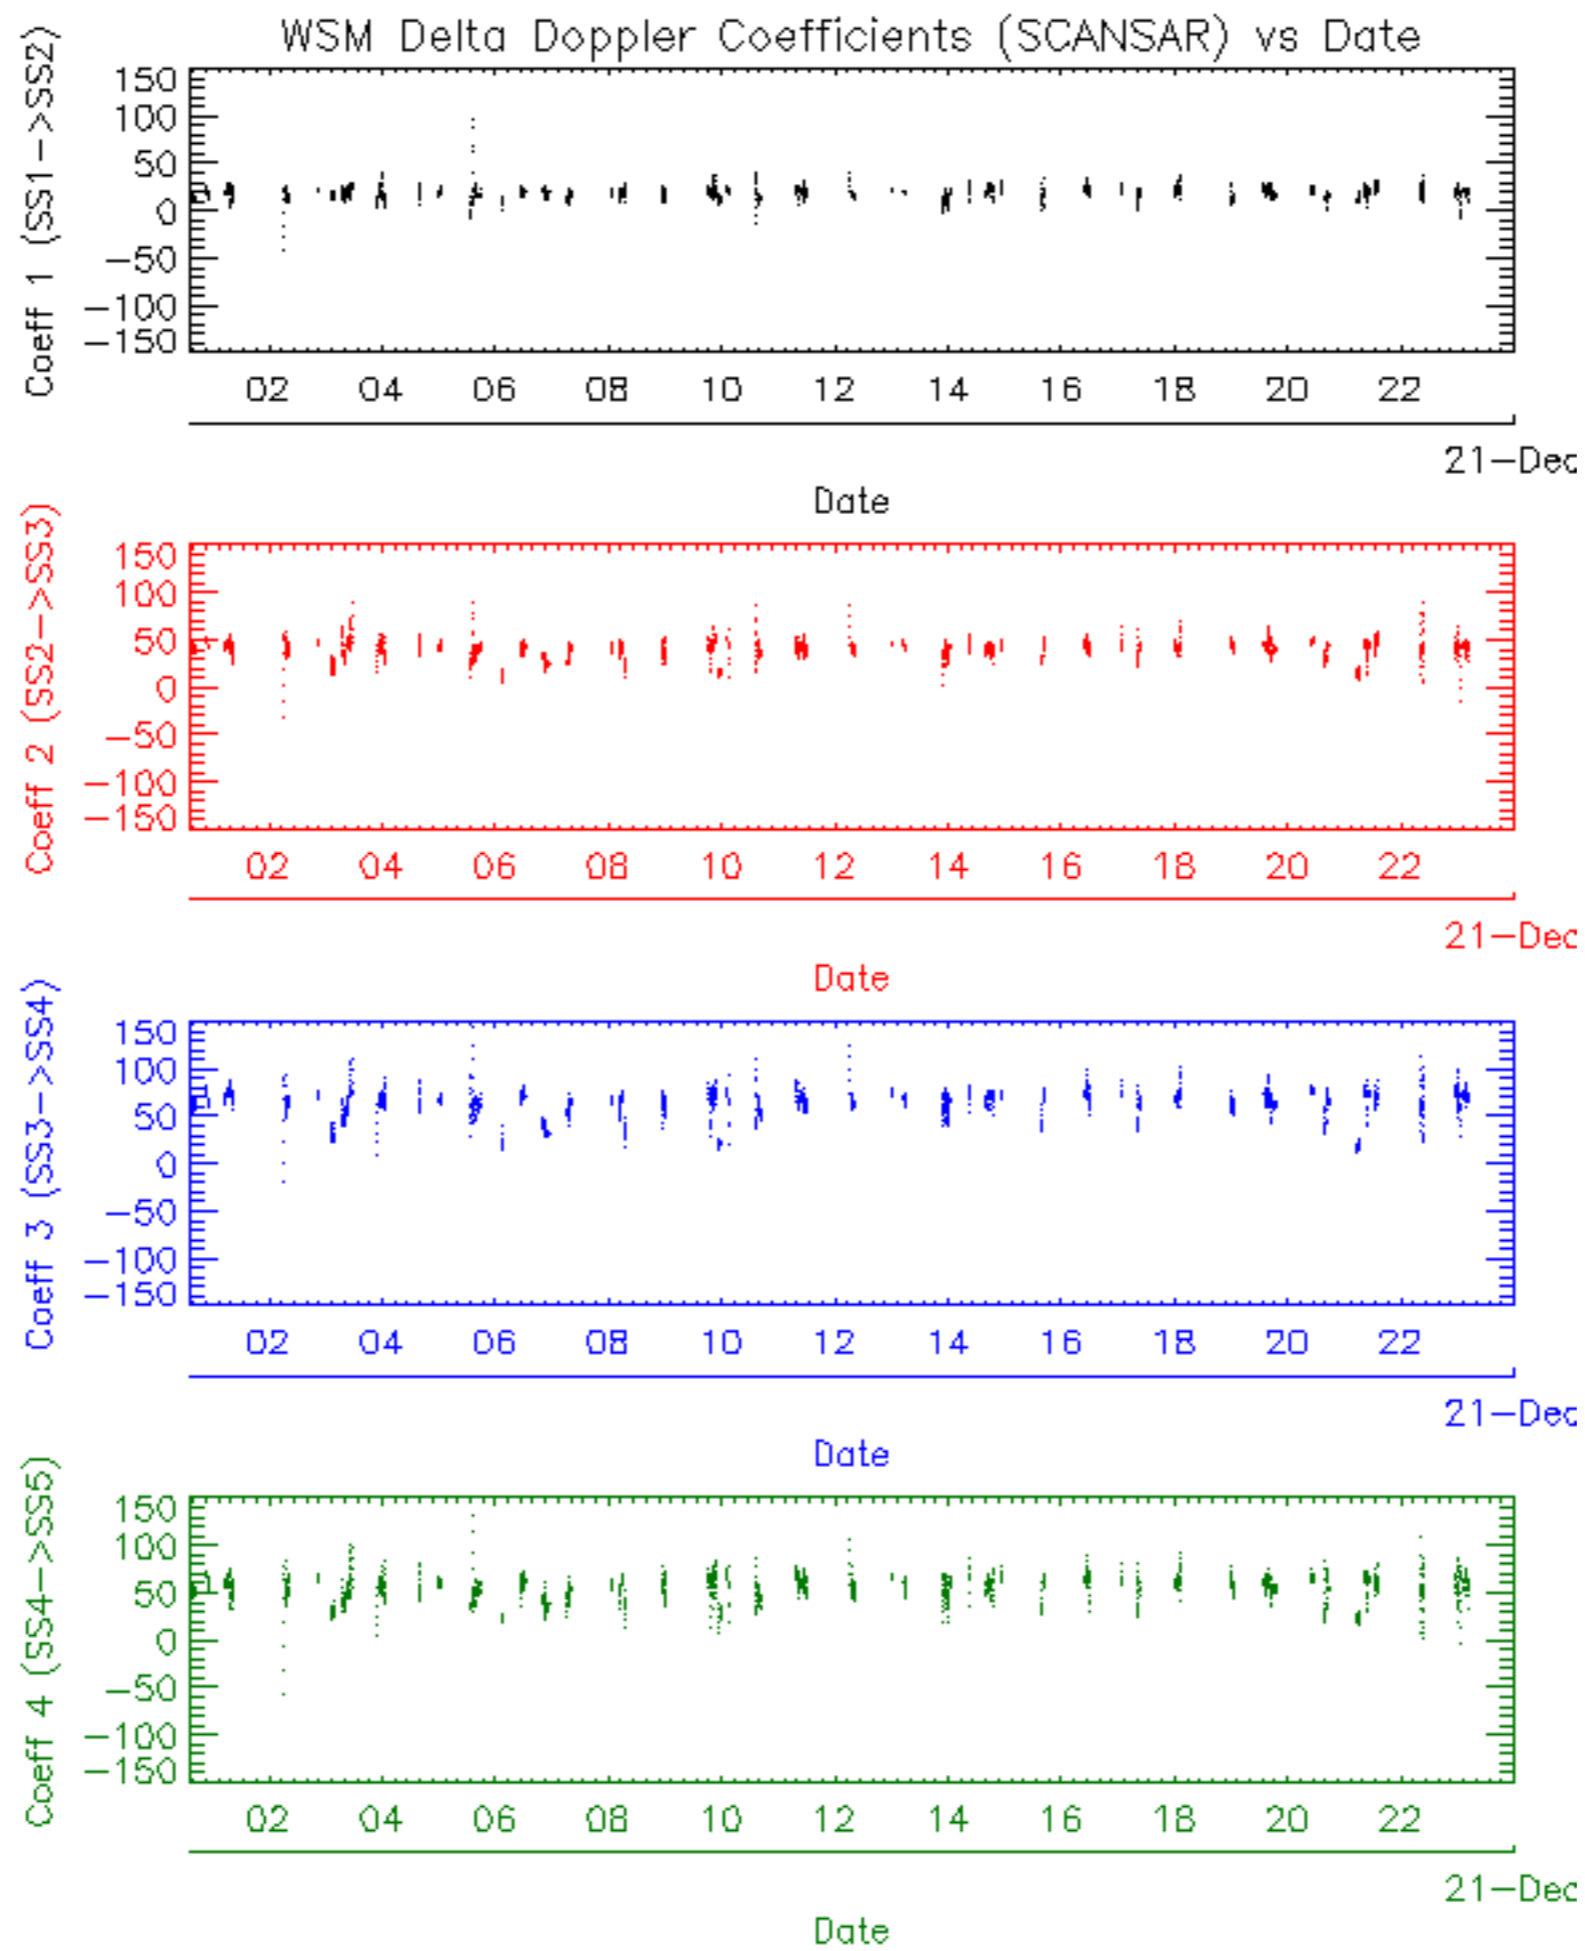 WSM Delta Doppler Coefficients (SCANSAR) vs Date
Coeff 1 (SS1->SS2)
150
100
50
0
-50
-100
-150
02 04 06 08 10 12 14 16 18 20 22
21-Dec
Date
Coeff 2 (SS2->SS3)
150
100
50
0
-50
-100
-150
02 04 06 08 10 12 14 16 18 20 22
21-Dec
Date
Coeff 3 (SS3->SS4)
150
100
50
0
-50
-100
-150
02 04 06 08 10 12 14 16 18 20 22
21-Dec
Date
Coeff 4 (SS4->SS5)
150
100
50
0
-50
-100
-150
02 04 06 08 10 12 14 16 18 20 22
21-Dec
Date